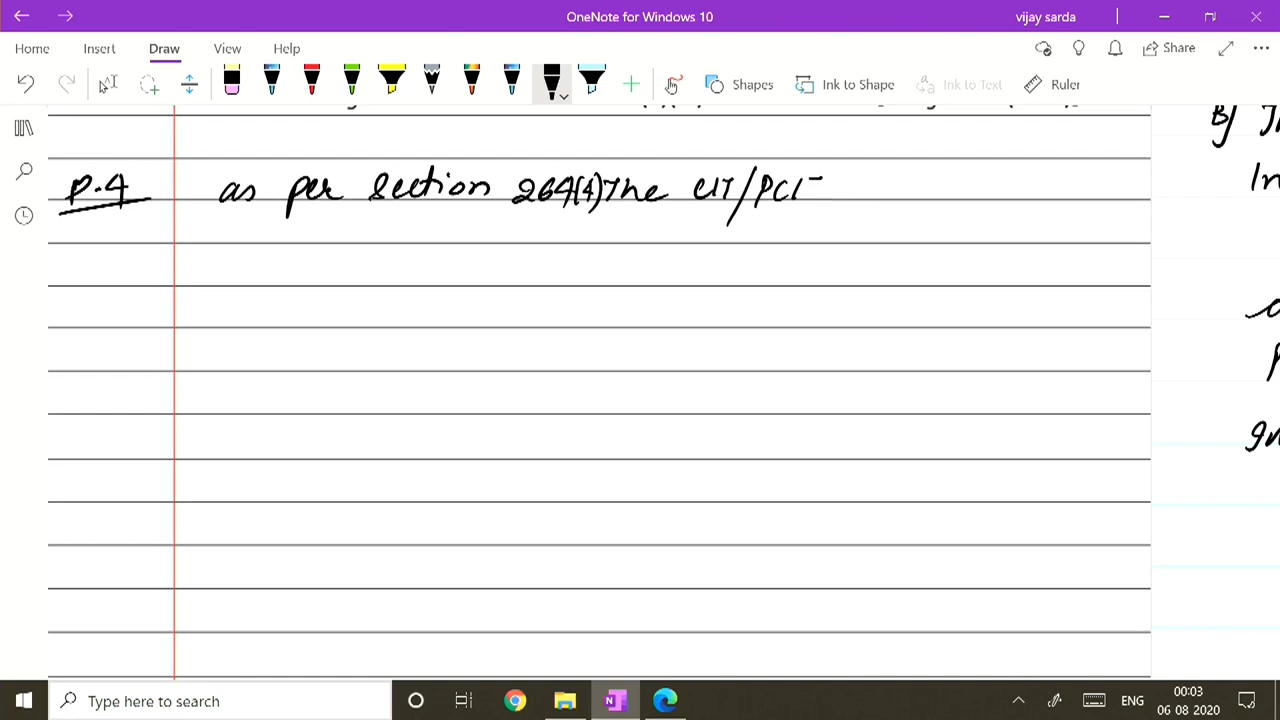 OneNote for Windows 10
vijay sarda
Home Insert Draw View Help
Share
Shapes
Ink to Shape
Ink to Text
Ruler
P.4 as per Section 264(4) The CIT/PCIT
B)
In
Type here to search
ENG
00:03
06-08-2020